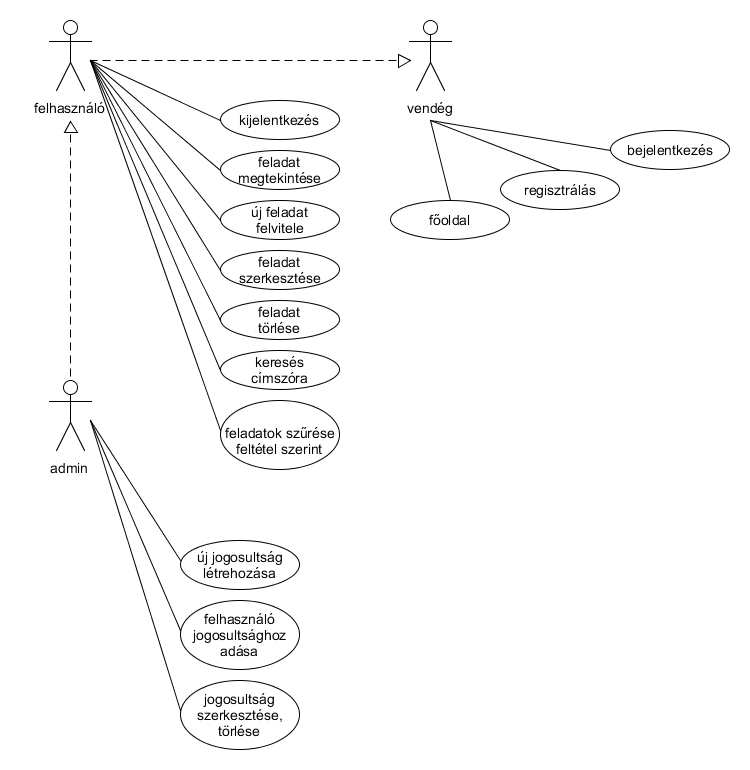 felhasználó
vendég
kijelentkezés
bejelentkezés
feladat
megtekintése
regisztrálás
új feladat
felvitele
főoldal
feladat
szerkesztése
feladat
törlése
keresés
címszóra
feladatok szűrése
feltétel szerint
admin
új jogosultság
létrehozása
felhasználó
jogosultsághoz
adása
jogosultság
szerkesztése,
törlése